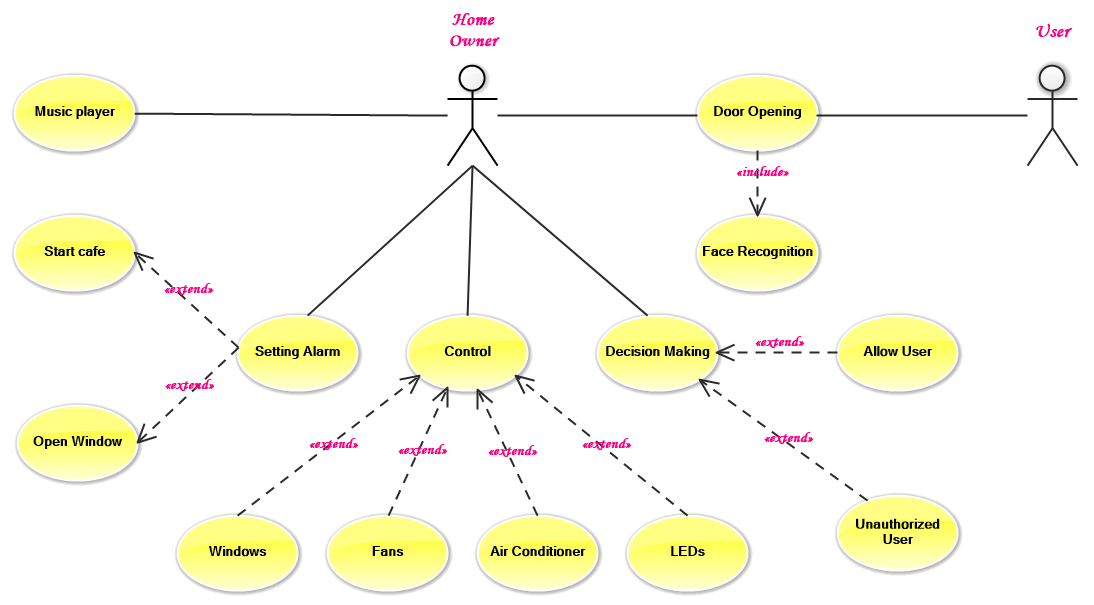 Home
Owner
User
Music player
Door Opening
«include»
Start cafe
Face Recognition
«extend»
Setting Alarm
Control
Decision Making
«extend»
Allow User
«extend»
Open Window
«extend»
«extend»
«extend»
«extend»
«extend»
Windows
Fans
Air Conditioner
LEDs
Unauthorized
User